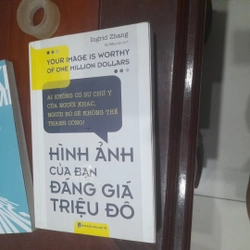 Ingrid Zhang
YOUR IMAGE IS WORTHY
OF ONE MILLION DOLLARS
AI KHÔNG CÓ SỰ CHÚ Ý
CỦA NGƯỜI KHÁC,
NGƯỜI ĐÓ SẼ KHÔNG THỂ
THÀNH CÔNG!
HÌNH ẢNH
CỦA BẠN
ĐÁNG GIÁ
TRIỆU ĐÔ